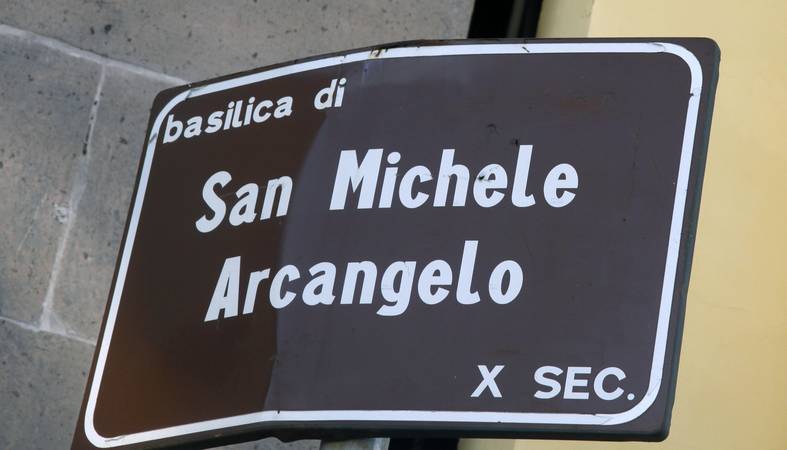 basilica di
San Michele
Arcangelo
X SEC.